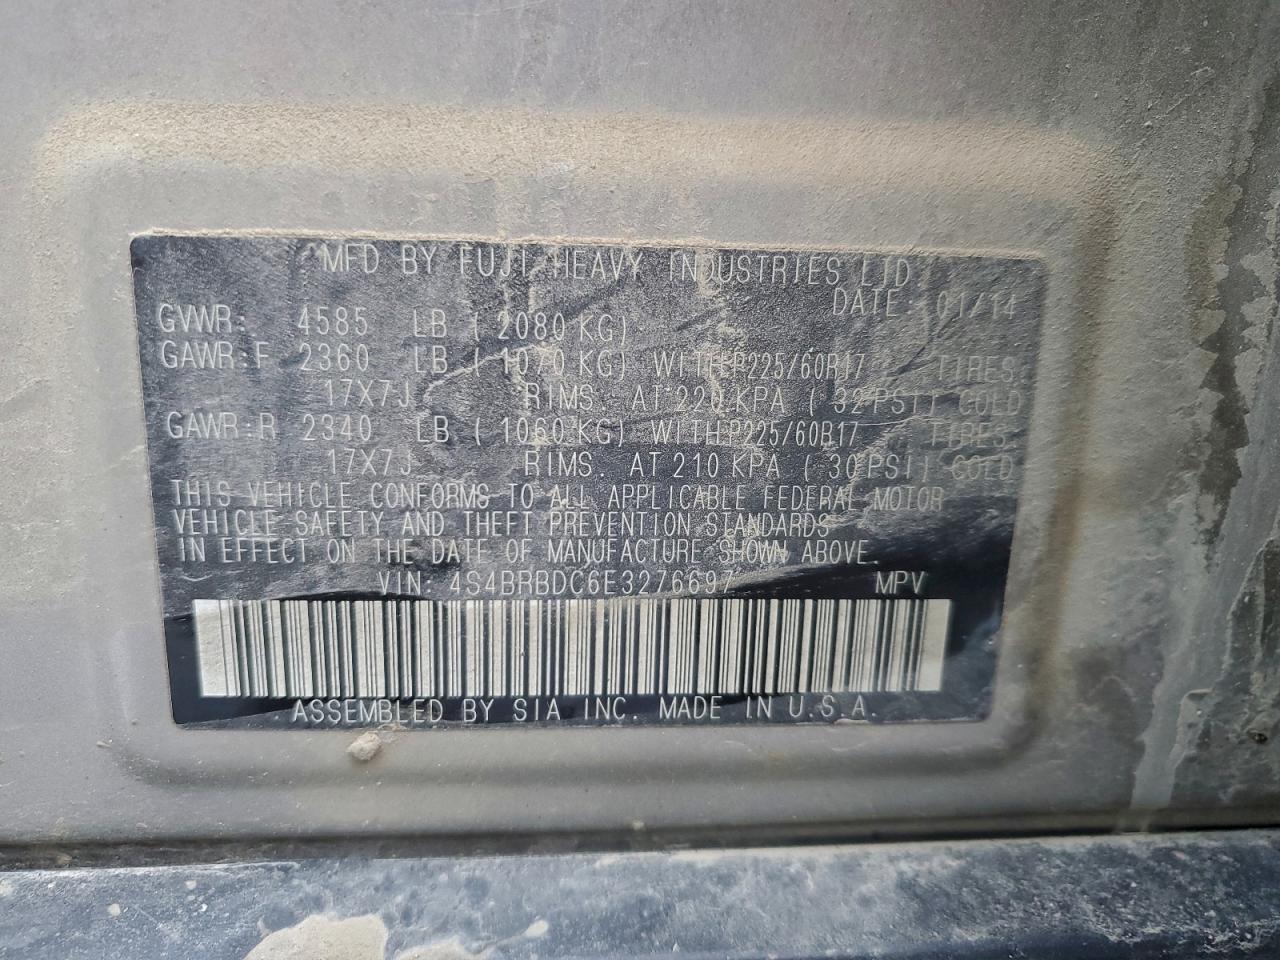 MFD BY FUJI HEAVY INDUSTRIES LTD.
DATE: 01/14
GVWR: 4585 LB ( 2080 KG)
GAWR:F 2360 LB ( 1070 KG) WITH P225/60R17 TIRES.
17X7J RIMS. AT 220 KPA ( 32 PSI) COLD
GAWR:R 2340 LB ( 1060 KG) WITH P225/60R17 TIRES.
17X7J RIMS. AT 210 KPA ( 30 PSI) COLD
THIS VEHICLE CONFORMS TO ALL APPLICABLE FEDERAL MOTOR
VEHICLE SAFETY AND THEFT PREVENTION STANDARDS
IN EFFECT ON THE DATE OF MANUFACTURE SHOWN ABOVE.
VIN: 4S4BRBDC6E3276697 MPV
ASSEMBLED BY SIA INC. MADE IN U.S.A.